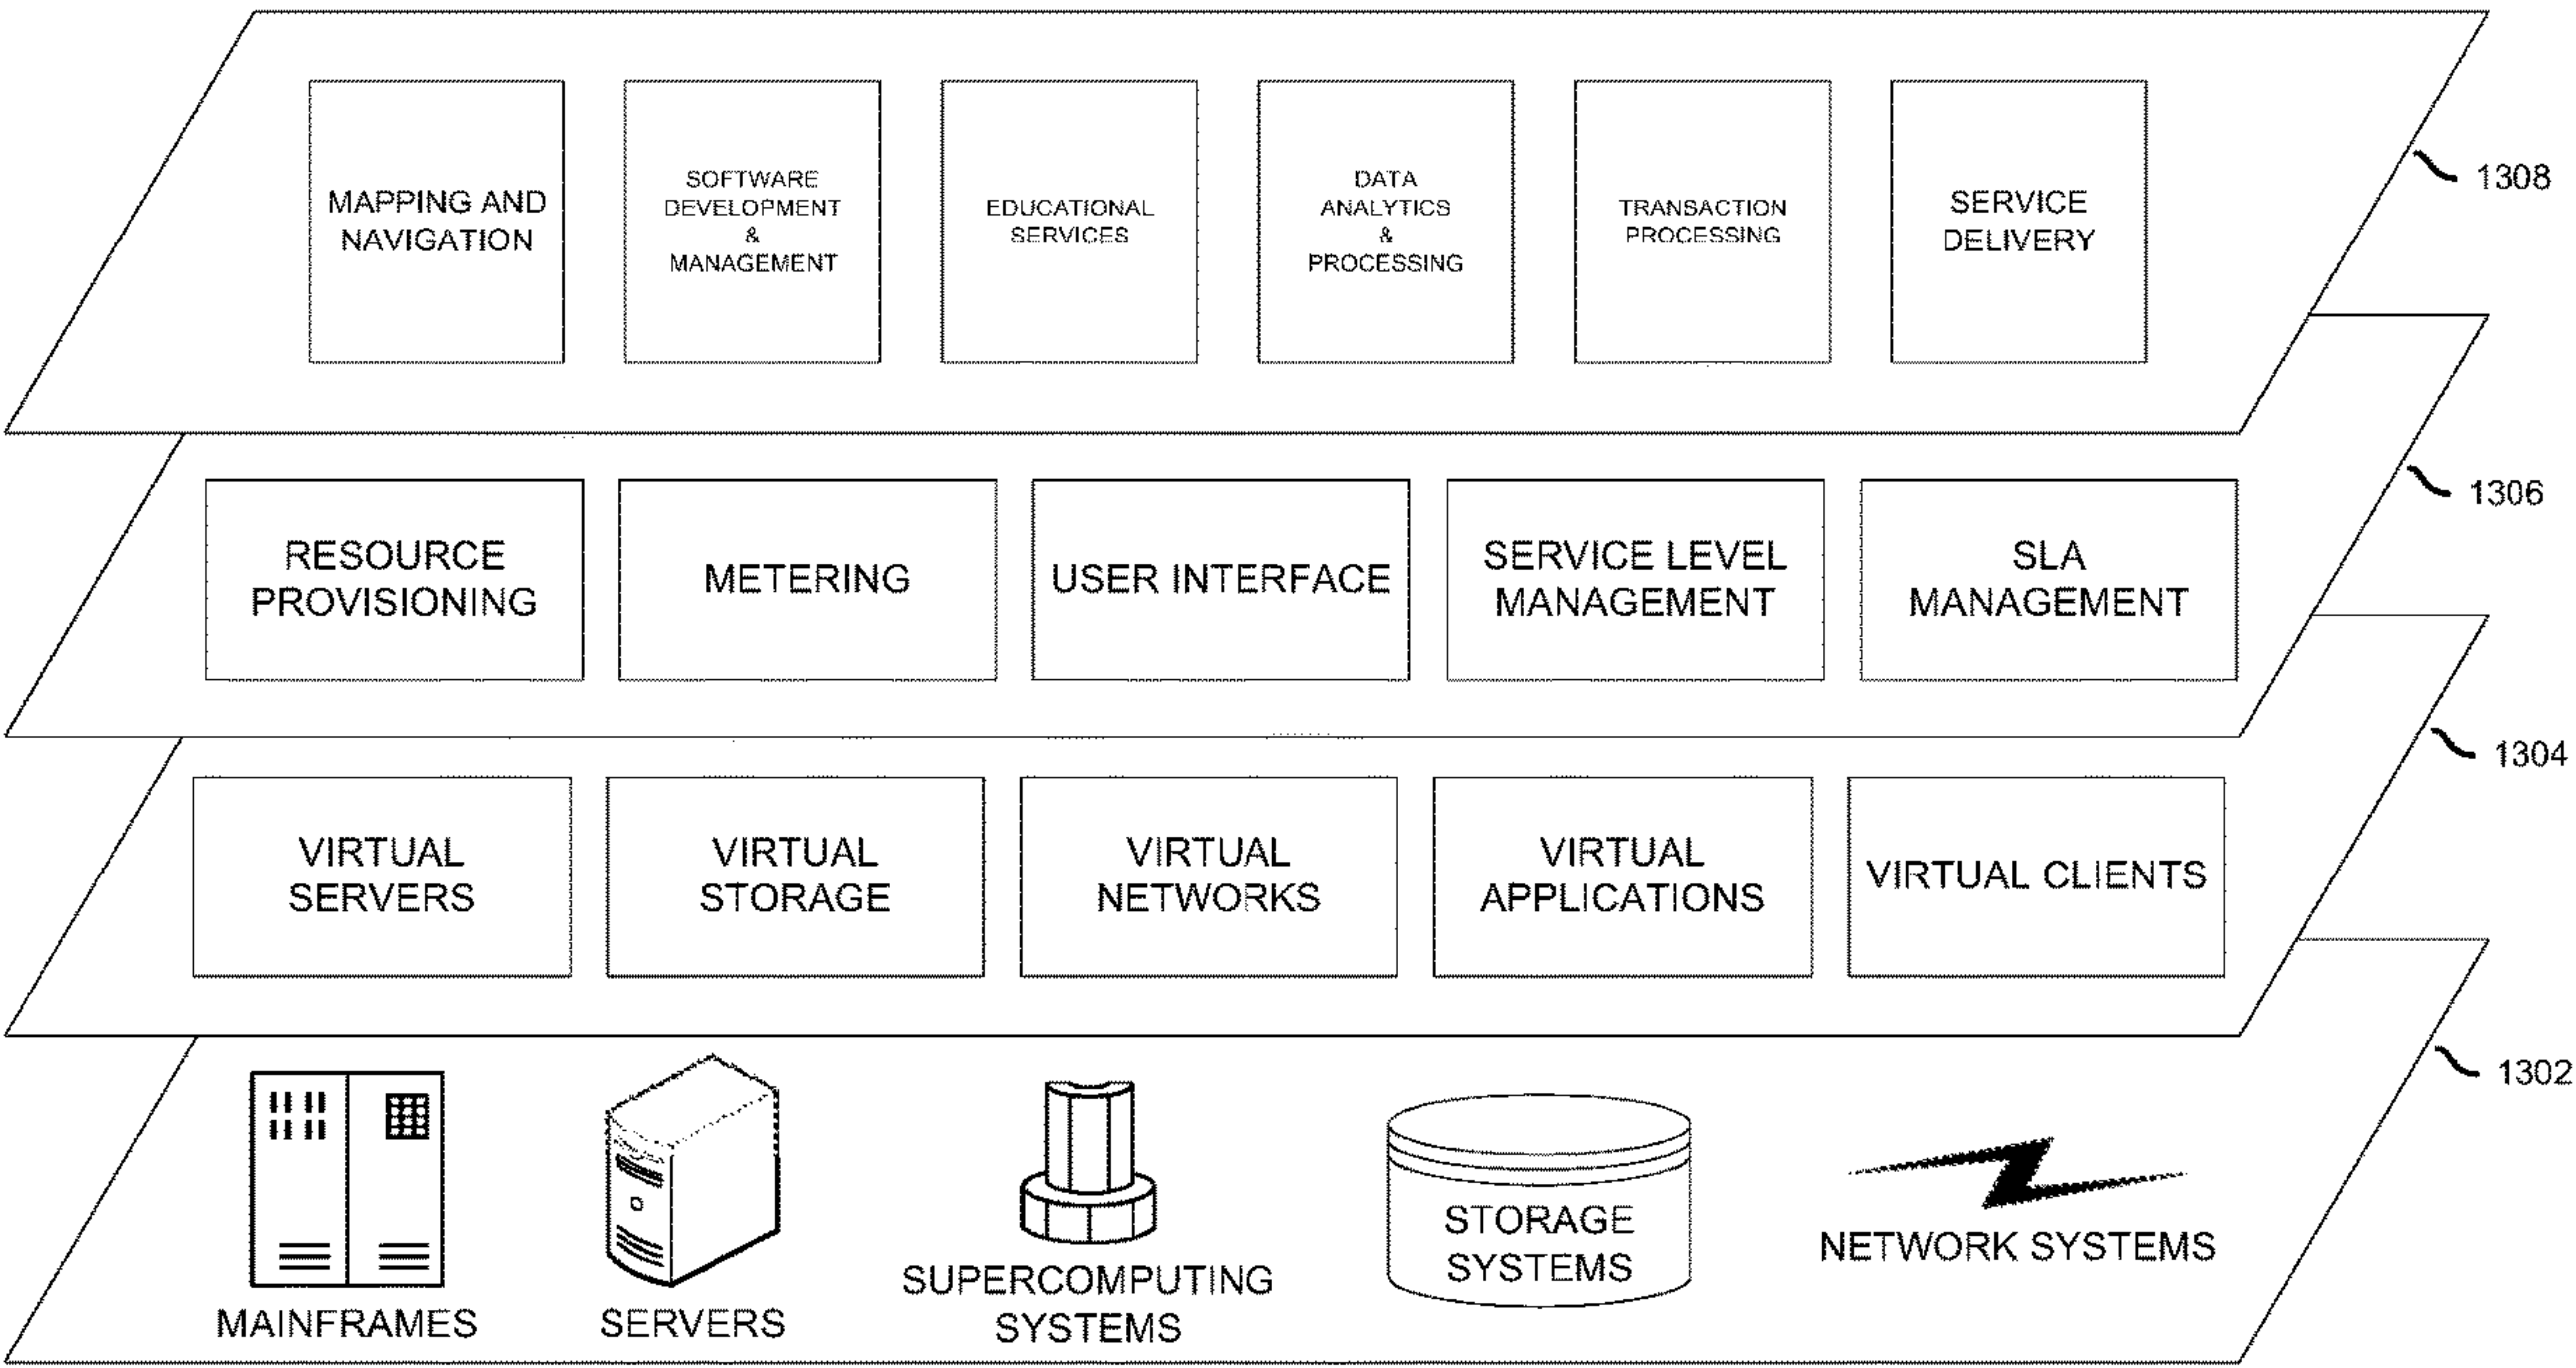 MAPPING AND
NAVIGATION
SOFTWARE
DEVELOPMENT
&
MANAGEMENT
EDUCATIONAL
SERVICES
DATA
ANALYTICS
&
PROCESSING
TRANSACTION
PROCESSING
SERVICE
DELIVERY
1308
RESOURCE
PROVISIONING
METERING
USER INTERFACE
SERVICE LEVEL
MANAGEMENT
SLA
MANAGEMENT
1306
VIRTUAL
SERVERS
VIRTUAL
STORAGE
VIRTUAL
NETWORKS
VIRTUAL
APPLICATIONS
VIRTUAL CLIENTS
1304
MAINFRAMES
SERVERS
SUPERCOMPUTING
SYSTEMS
STORAGE
SYSTEMS
NETWORK SYSTEMS
1302